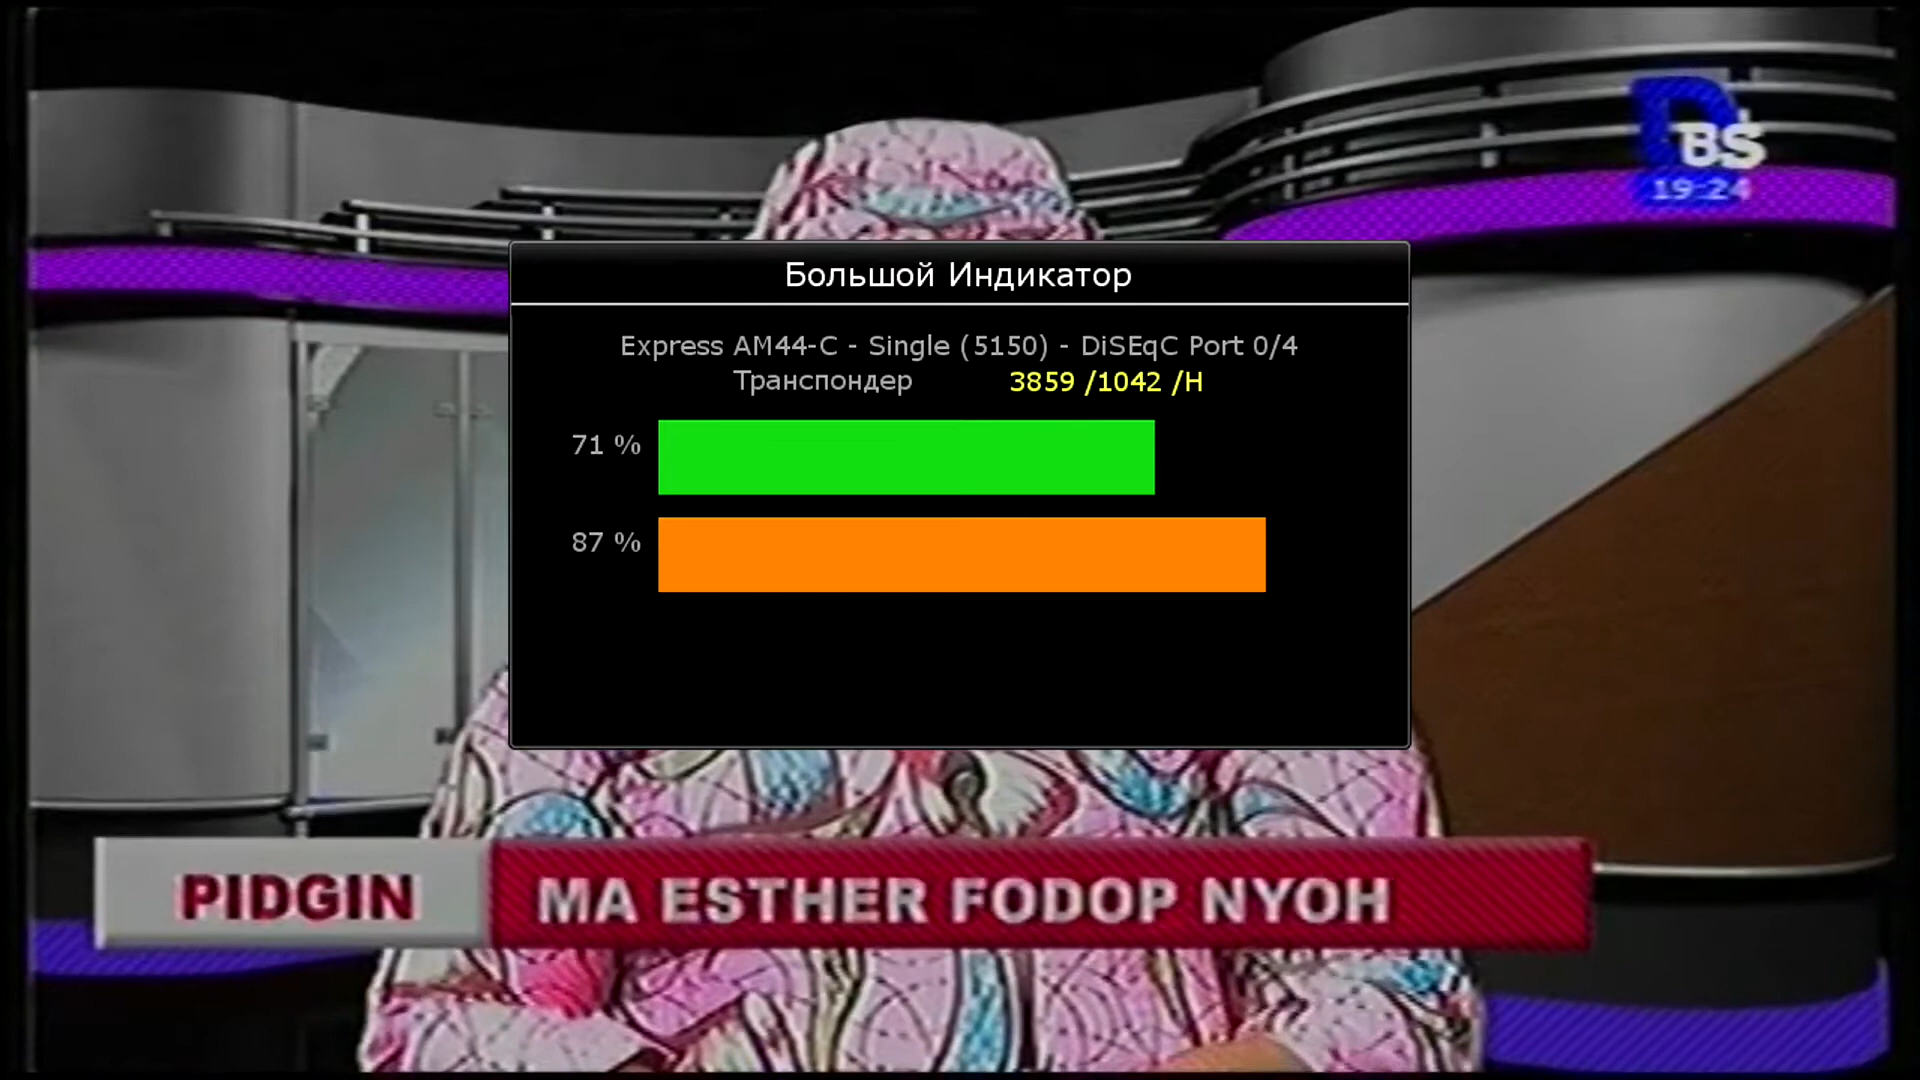 DBS
19:24
Большой Индикатор
Express AM44-C - Single (5150) - DiSEqC Port 0/4
Транспондер 3859 /1042 /H
71 %
87 %
PIDGIN MA ESTHER FODOP NYOH